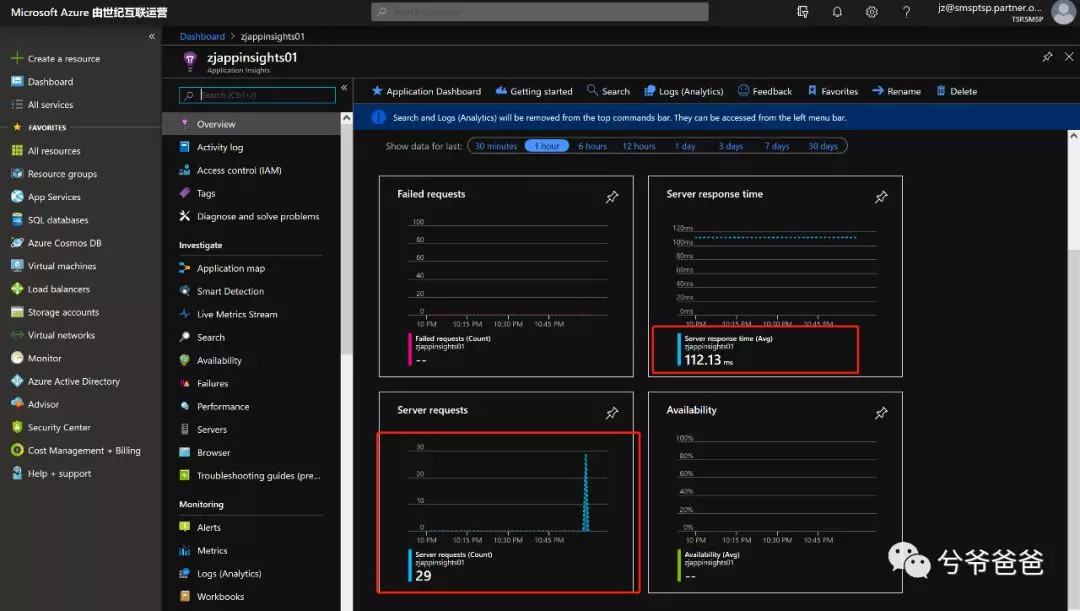 Microsoft Azure 由世纪互联运营
jz@smsptsp.partner.o...
TSP.SMSP
Create a resource
Dashboard
All services
FAVORITES
All resources
Resource groups
App Services
SQL databases
Azure Cosmos DB
Virtual machines
Load balancers
Storage accounts
Virtual networks
Monitor
Azure Active Directory
Advisor
Security Center
Cost Management + Billing
Help + support
Dashboard > zjappinsights01
zjappinsights01
Application Insights
Search (Ctrl+/)
Overview
Activity log
Access control (IAM)
Tags
Diagnose and solve problems
Investigate
Application map
Smart Detection
Live Metrics Stream
Search
Availability
Failures
Performance
Servers
Browser
Troubleshooting guides (pre...
Monitoring
Alerts
Metrics
Logs (Analytics)
Workbooks
Application Dashboard Getting started Search Logs (Analytics) Feedback Favorites Rename Delete
Search and Logs (Analytics) will be removed from the top commands bar. They can be accessed from the left menu bar.
Show data for last: 30 minutes 1 hour 6 hours 12 hours 1 day 3 days 7 days 30 days
Failed requests
100
80
60
40
20
0
10 PM 10:15 PM 10:30 PM 10:45 PM
Failed requests (Count)
zjappinsights01
--
Server response time
120ms
100ms
80ms
60ms
40ms
20ms
0ms
10 PM 10:15 PM 10:30 PM 10:45 PM
Server response time (Avg)
zjappinsights01
112.13 ms
Server requests
30
20
10
0
10 PM 10:15 PM 10:30 PM 10:45 PM
Server requests (Count)
zjappinsights01
29
Availability
100%
80%
60%
40%
20%
0%
10 PM 10:15 PM 10:30 PM 10:45 PM
Availability (Avg)
zjappinsights01
--
兮爷爸爸